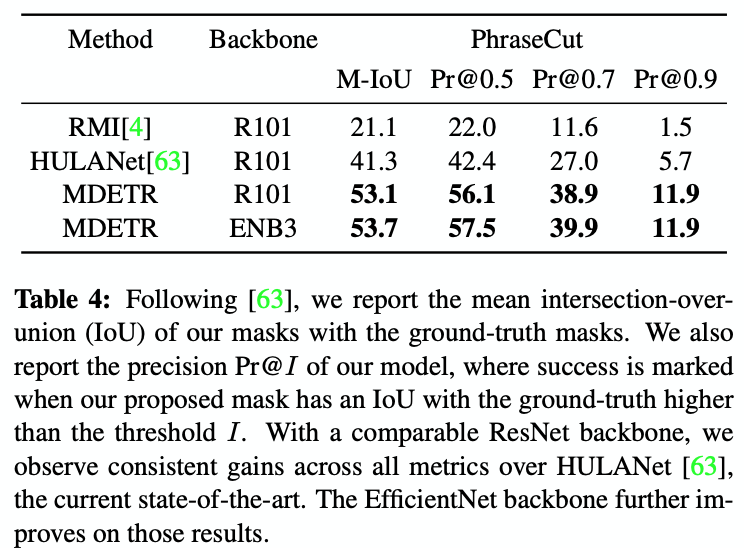 Method Backbone PhraseCut
M-IoU Pr@0.5 Pr@0.7 Pr@0.9
RMI[4] R101 21.1 22.0 11.6 1.5
HULANet[63] R101 41.3 42.4 27.0 5.7
MDETR R101 53.1 56.1 38.9 11.9
MDETR ENB3 53.7 57.5 39.9 11.9
Table 4: Following [63], we report the mean intersection-over-
union (IoU) of our masks with the ground-truth masks. We also
report the precision Pr@I of our model, where success is marked
when our proposed mask has an IoU with the ground-truth higher
than the threshold I. With a comparable ResNet backbone, we
observe consistent gains across all metrics over HULANet [63],
the current state-of-the-art. The EfficientNet backbone further im-
proves on those results.